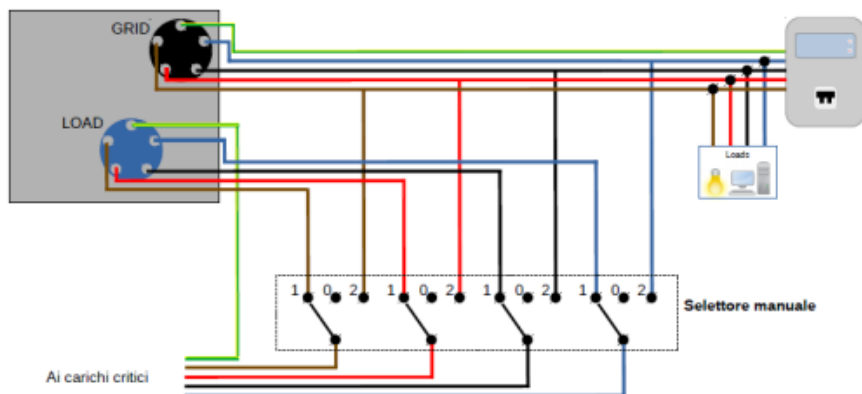 GRID
LOAD
Loads
1 0 2 1 0 2 1 0 2 1 0 2
Selettore manuale
Ai carichi critici